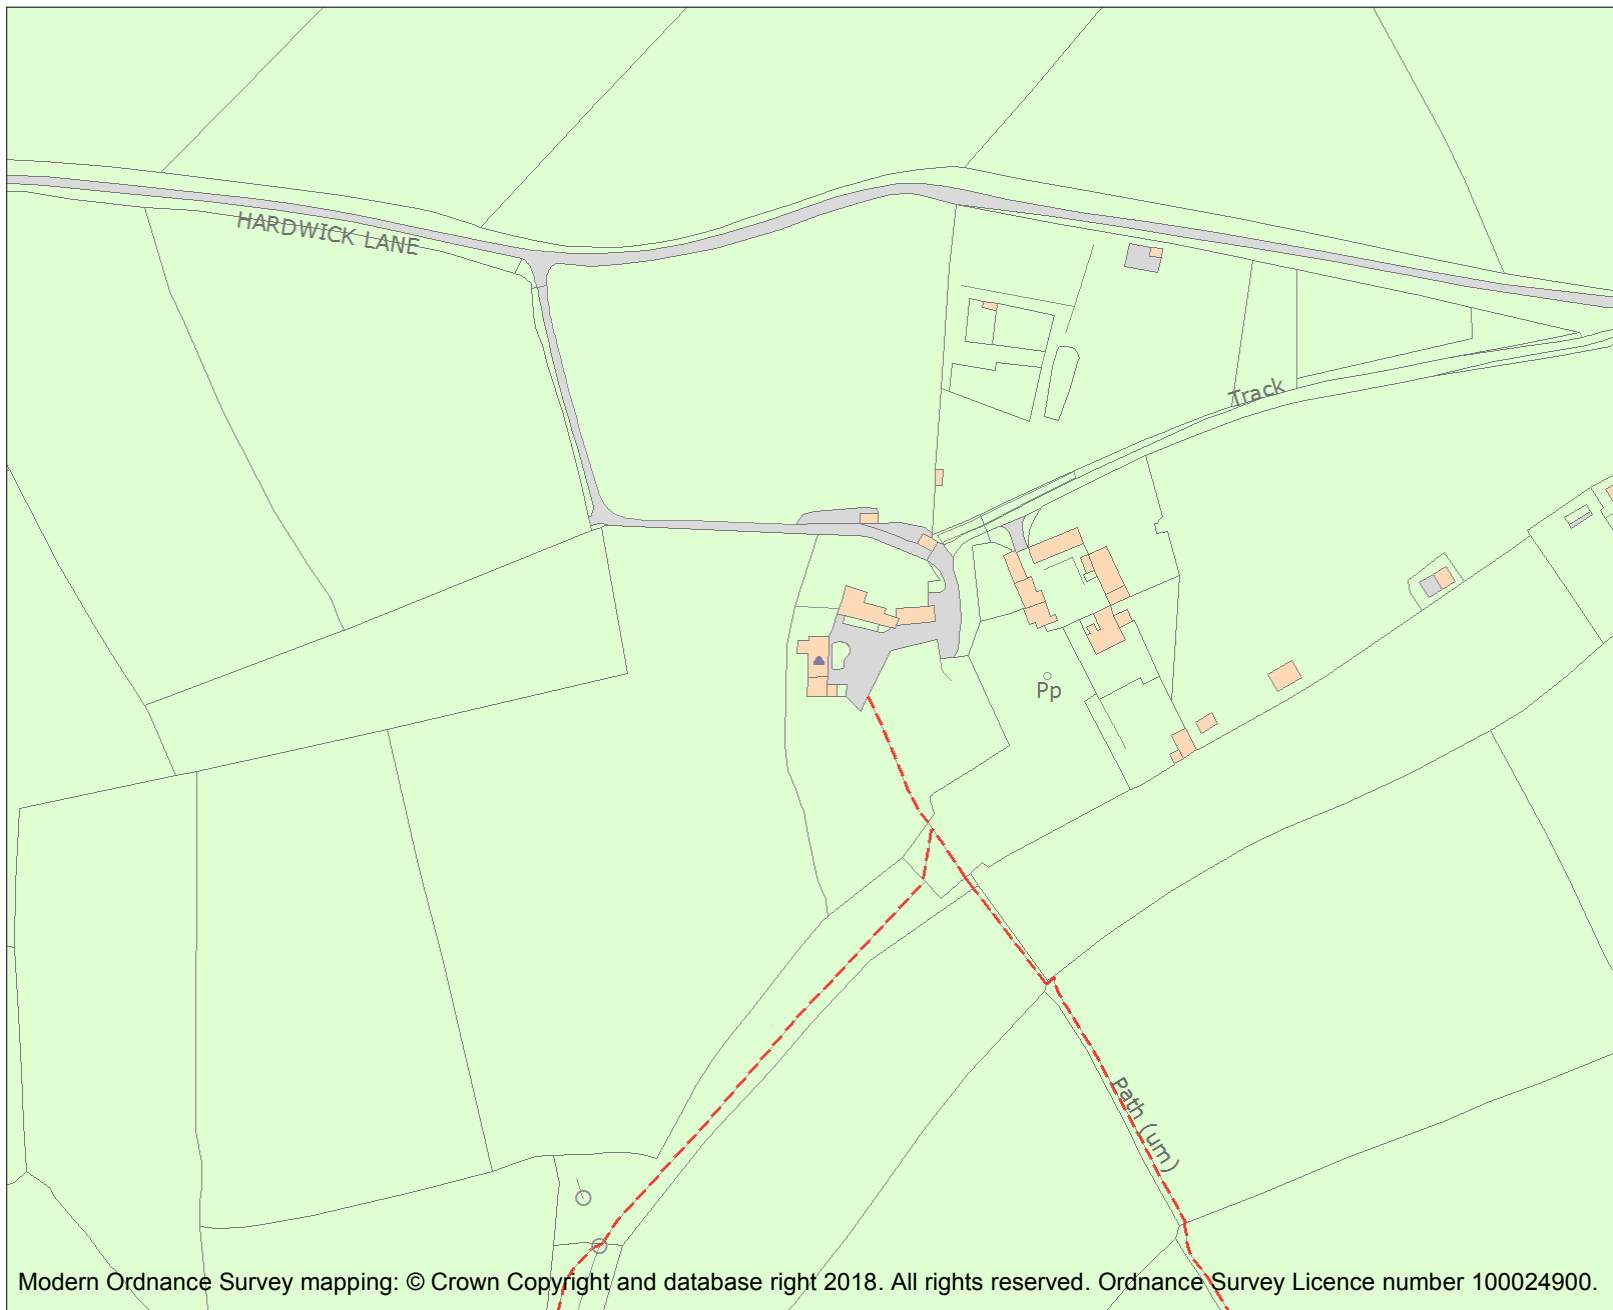 HARDWICK LANE
Track
Pp
Path (um)
Modern Ordnance Survey mapping: © Crown Copyright and database right 2018. All rights reserved. Ordnance Survey Licence number 100024900.